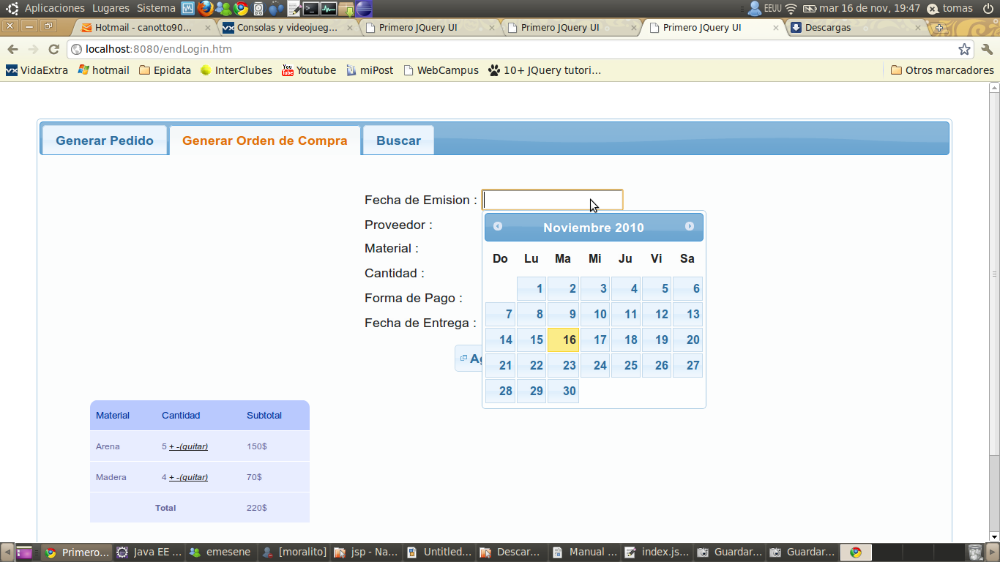 Aplicaciones Lugares Sistema EEUU mar 16 de nov, 19:47 tomas
Hotmail - canotto90... Consolas y videojueg... Primero JQuery UI Primero JQuery UI Primero JQuery UI Descargas
localhost:8080/endLogin.htm
VidaExtra hotmail Epidata InterClubes You Tube Youtube miPost WebCampus 10+ JQuery tutori... Otros marcadores
Generar Pedido Generar Orden de Compra Buscar
Fecha de Emision :
Proveedor :
Material :
Cantidad :
Forma de Pago :
Fecha de Entrega :
Noviembre 2010
Do Lu Ma Mi Ju Vi Sa
1 2 3 4 5 6
7 8 9 10 11 12 13
14 15 16 17 18 19 20
21 22 23 24 25 26 27
28 29 30
Material Cantidad Subtotal
Arena 5 + -(quitar) 150$
Madera 4 + -(quitar) 70$
Total 220$
Primero... Java EE ... emesene [moralito] jsp - Na... Untitled... Descar... Manual ... index.js... Guardar... Guardar...